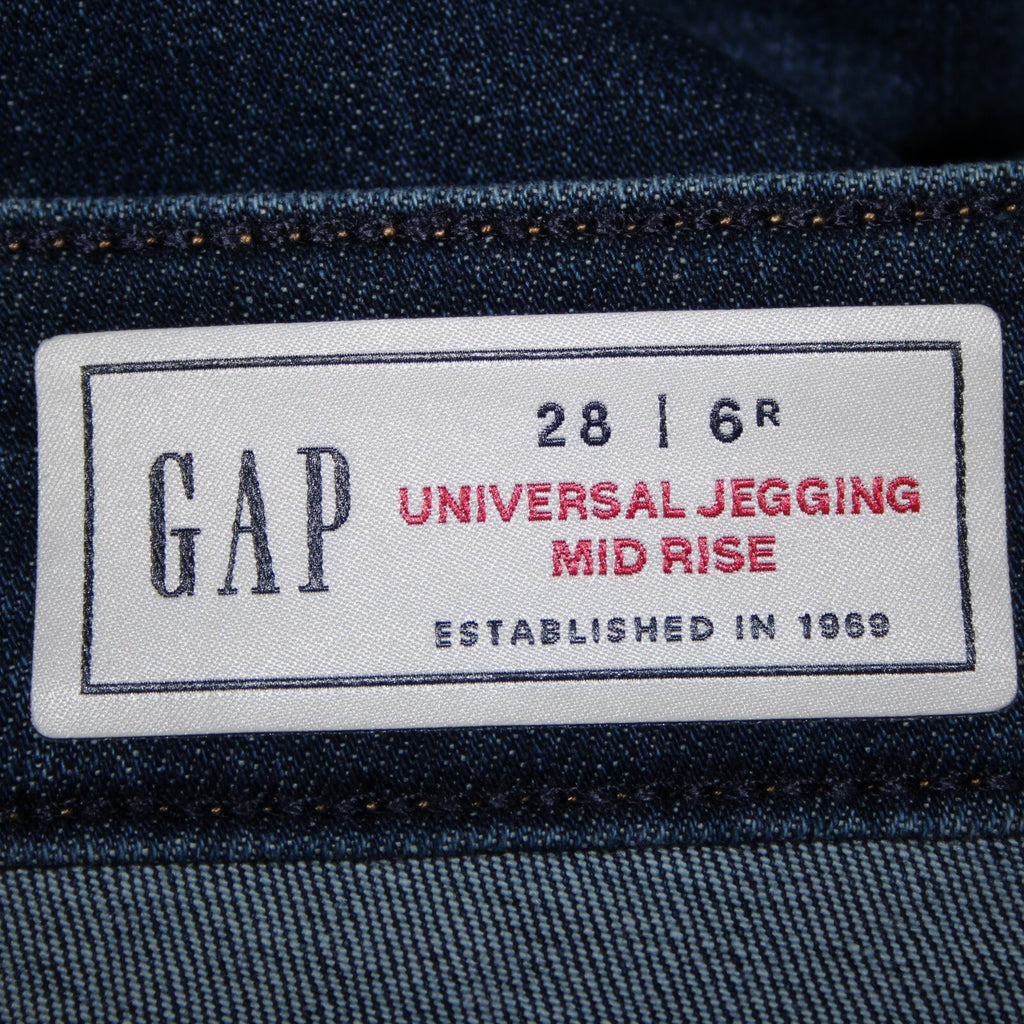 GAP
28 | 6R
UNIVERSAL JEGGING
MID RISE
ESTABLISHED IN 1969